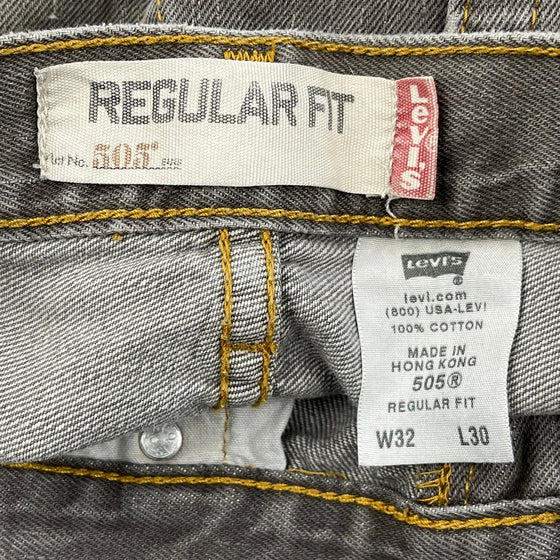 REGULAR FIT
Lot No. 505
Levi's
Levi's
levi.com
(800) USA-LEVI
100% COTTON
MADE IN
HONG KONG
505®
REGULAR FIT
W32 L30